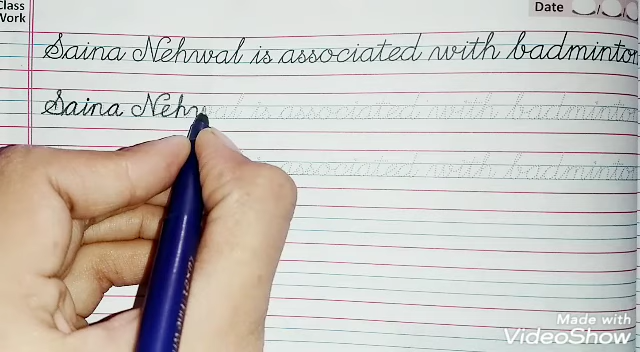 Class
Work
Date
Saina Nehwal is associated with badminton
Saina Nehwal is associated with badminton
is associated with badminton
Made with
VideoShow